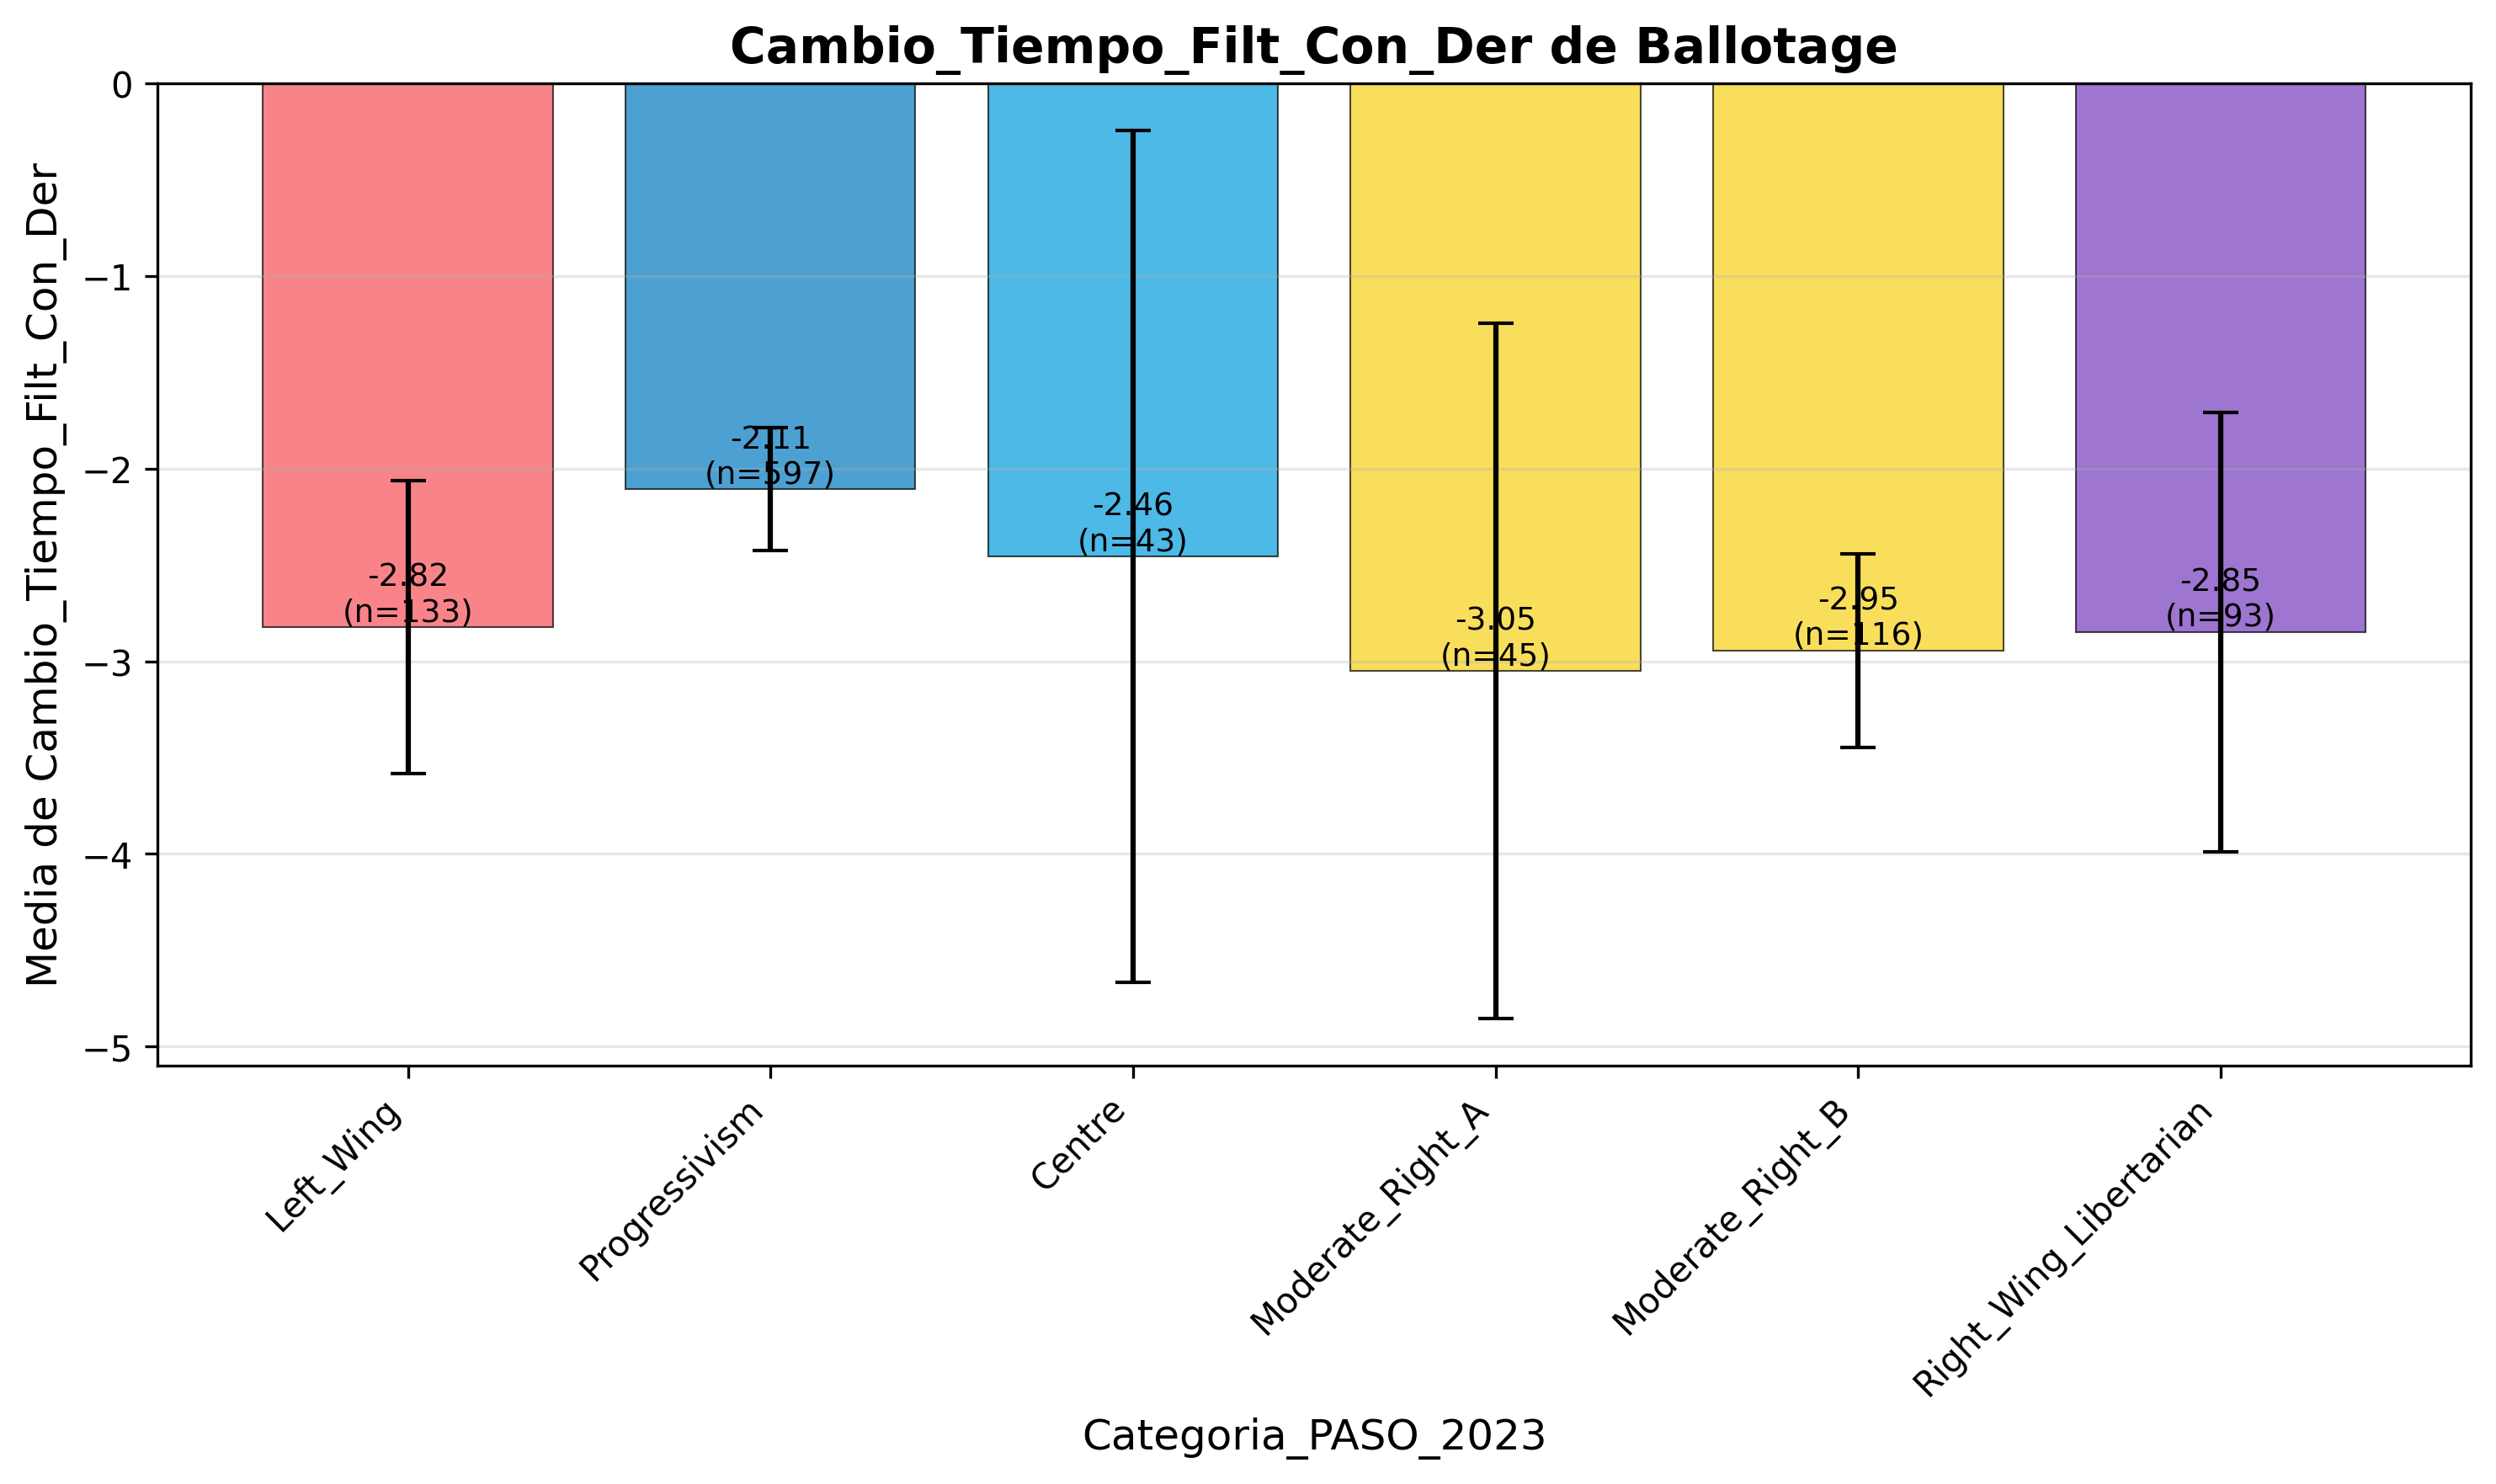 Cambio_Tiempo_Filt_Con_Der de Ballotage
Media de Cambio_Tiempo_Filt_Con_Der
0
−1
−2
−3
−4
−5
-2.82
(n=133)
-2.11
(n=597)
-2.46
(n=43)
-3.05
(n=45)
-2.95
(n=116)
-2.85
(n=93)
Left_Wing
Progressivism
Centre
Moderate_Right_A
Moderate_Right_B
Right_Wing_Libertarian
Categoria_PASO_2023